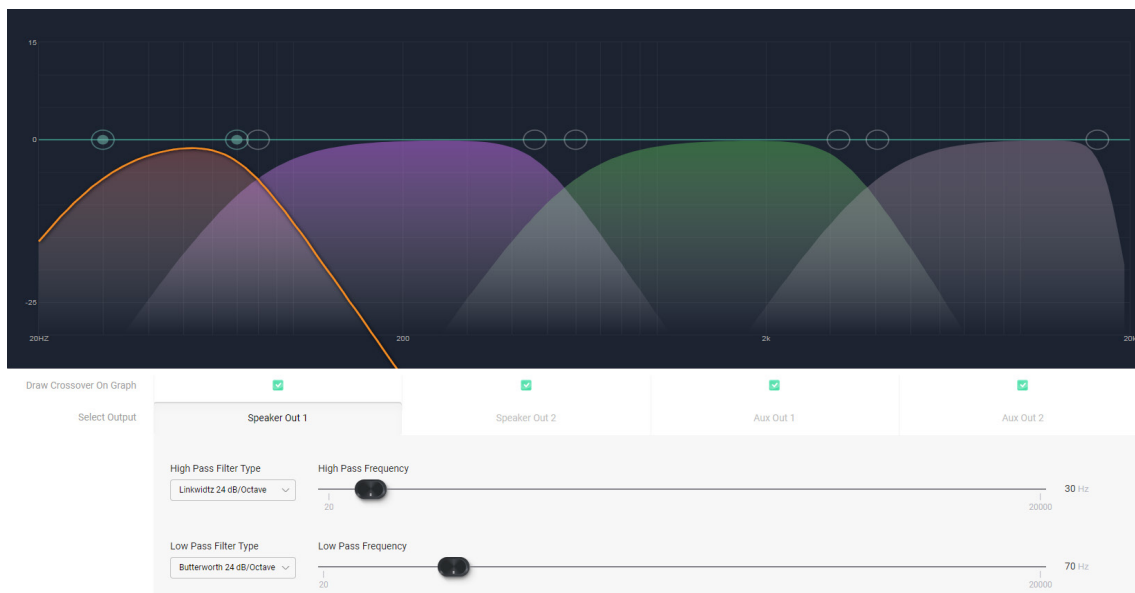 15
0
-25
20HZ 200 2k 20k
Draw Crossover On Graph
Select Output Speaker Out 1 Speaker Out 2 Aux Out 1 Aux Out 2
High Pass Filter Type High Pass Frequency
Linkwidtz 24 dB/Octave 30 Hz
20 20000
Low Pass Filter Type Low Pass Frequency
Butterworth 24 dB/Octave 70 Hz
20 20000